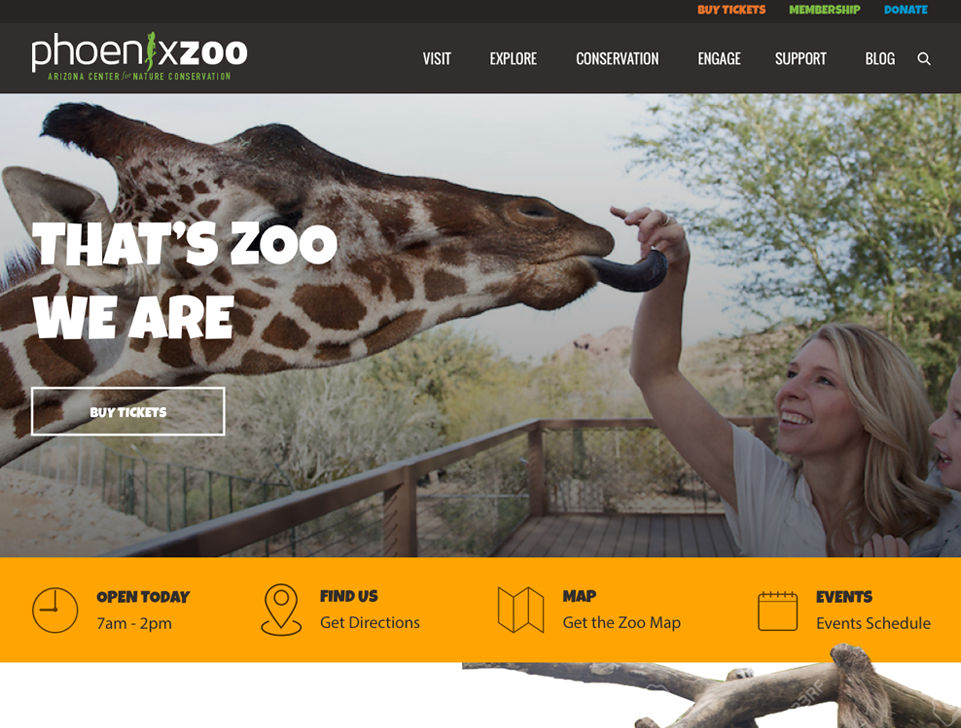 BUY TICKETS MEMBERSHIP DONATE
phoenixzoo
ARIZONA CENTER for NATURE CONSERVATION
VISIT EXPLORE CONSERVATION ENGAGE SUPPORT BLOG
THAT'S ZOO
WE ARE
BUY TICKETS
OPEN TODAY
7am - 2pm
FIND US
Get Directions
MAP
Get the Zoo Map
EVENTS
Events Schedule